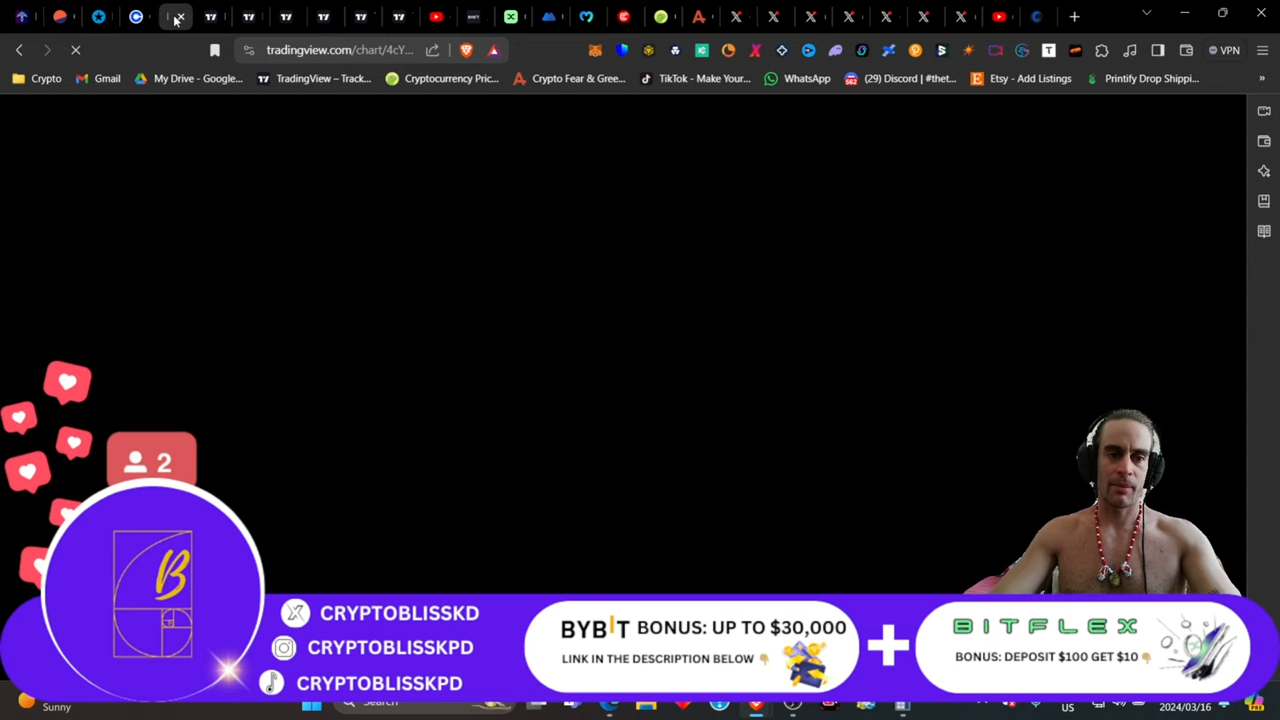 tradingview.com/chart/4cY...
VPN
Crypto
Gmail
My Drive - Google...
TradingView – Track...
Cryptocurrency Pric...
Crypto Fear & Gree...
TikTok - Make Your...
WhatsApp
(29) Discord | #thet...
Etsy - Add Listings
Printify Drop Shippi...
»
2
B
CRYPTOBLISSKD
CRYPTOBLISSKPD
CRYPTOBLISSKPD
BYBIT BONUS: UP TO $30,000
LINK IN THE DESCRIPTION BELOW
+
BITFLEX
BONUS: DEPOSIT $100 GET $10
Sunny
Search
US
2024/03/16